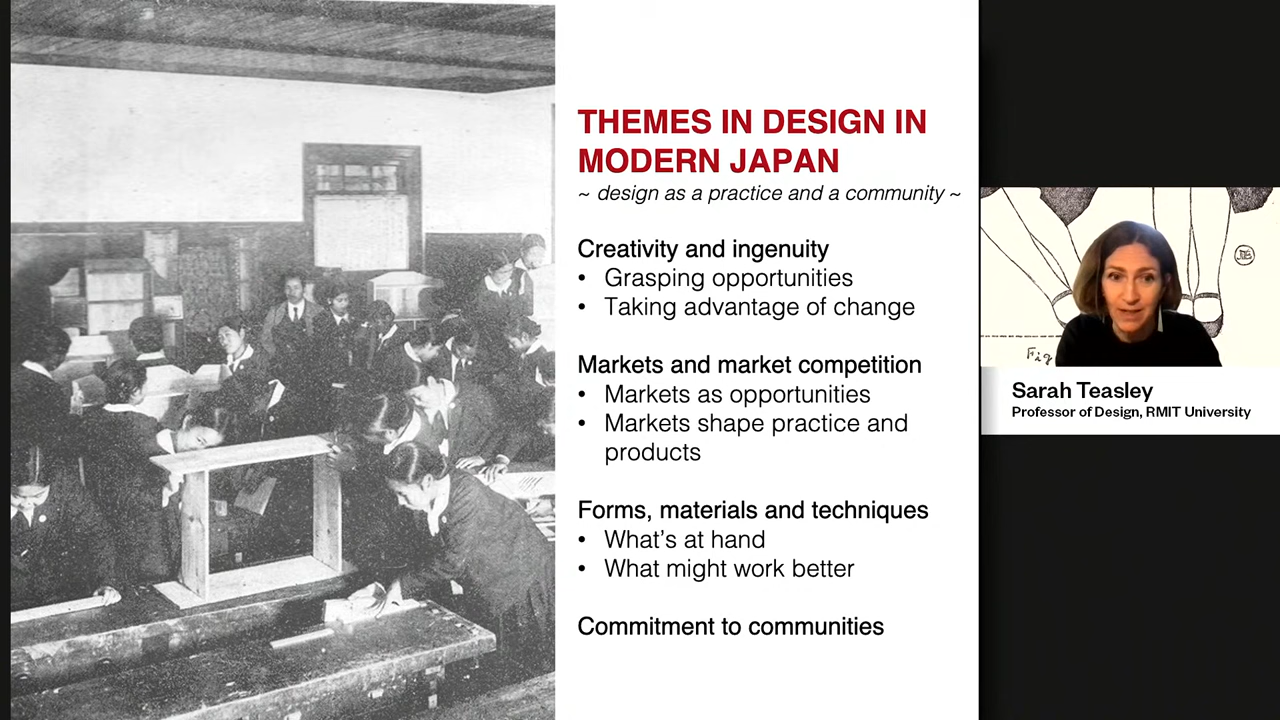 THEMES IN DESIGN IN
MODERN JAPAN
~ design as a practice and a community ~
Creativity and ingenuity
• Grasping opportunities
• Taking advantage of change
Markets and market competition
• Markets as opportunities
• Markets shape practice and
products
Forms, materials and techniques
• What's at hand
• What might work better
Commitment to communities
Fig
Sarah Teasley
Professor of Design, RMIT University